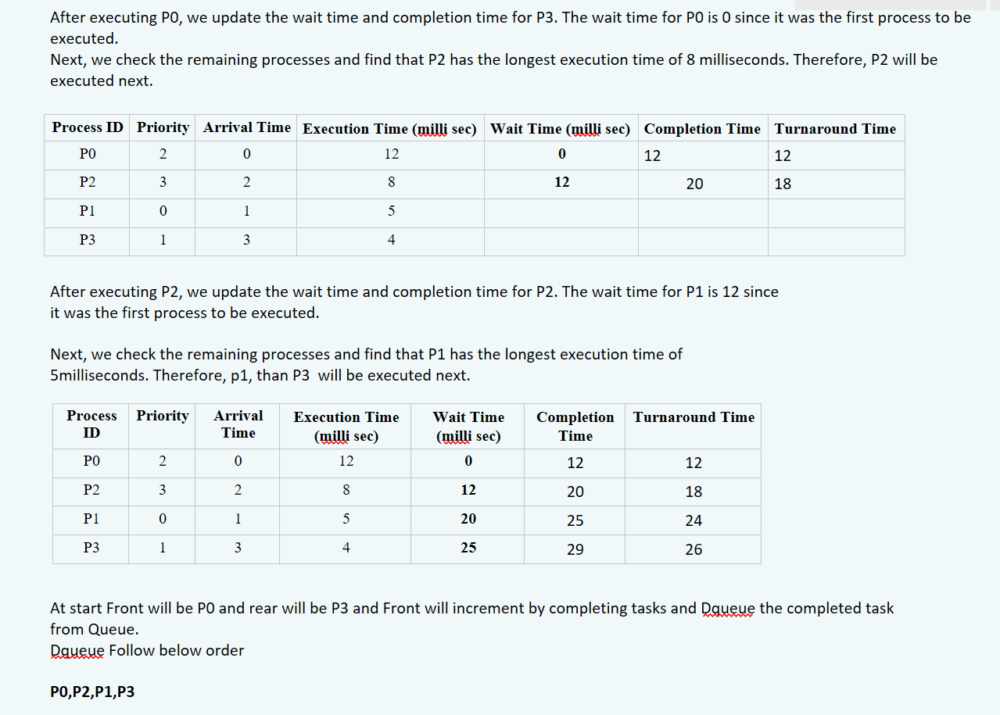 After executing P0, we update the wait time and completion time for P3. The wait time for P0 is 0 since it was the first process to be
executed.
Next, we check the remaining processes and find that P2 has the longest execution time of 8 milliseconds. Therefore, P2 will be
executed next.
Process ID Priority Arrival Time Execution Time (milli sec) Wait Time (milli sec) Completion Time Turnaround Time
P0 2 0 12 0 12 12
P2 3 2 8 12 20 18
P1 0 1 5
P3 1 3 4
After executing P2, we update the wait time and completion time for P2. The wait time for P1 is 12 since
it was the first process to be executed.
Next, we check the remaining processes and find that P1 has the longest execution time of
5milliseconds. Therefore, p1, than P3  will be executed next.
Process Priority Arrival Execution Time Wait Time Completion Turnaround Time
ID Time (milli sec) (milli sec) Time
P0 2 0 12 0 12 12
P2 3 2 8 12 20 18
P1 0 1 5 20 25 24
P3 1 3 4 25 29 26
At start Front will be P0 and rear will be P3 and Front will increment by completing tasks and Dqueue the completed task
from Queue.
Dqueue Follow below order
P0,P2,P1,P3